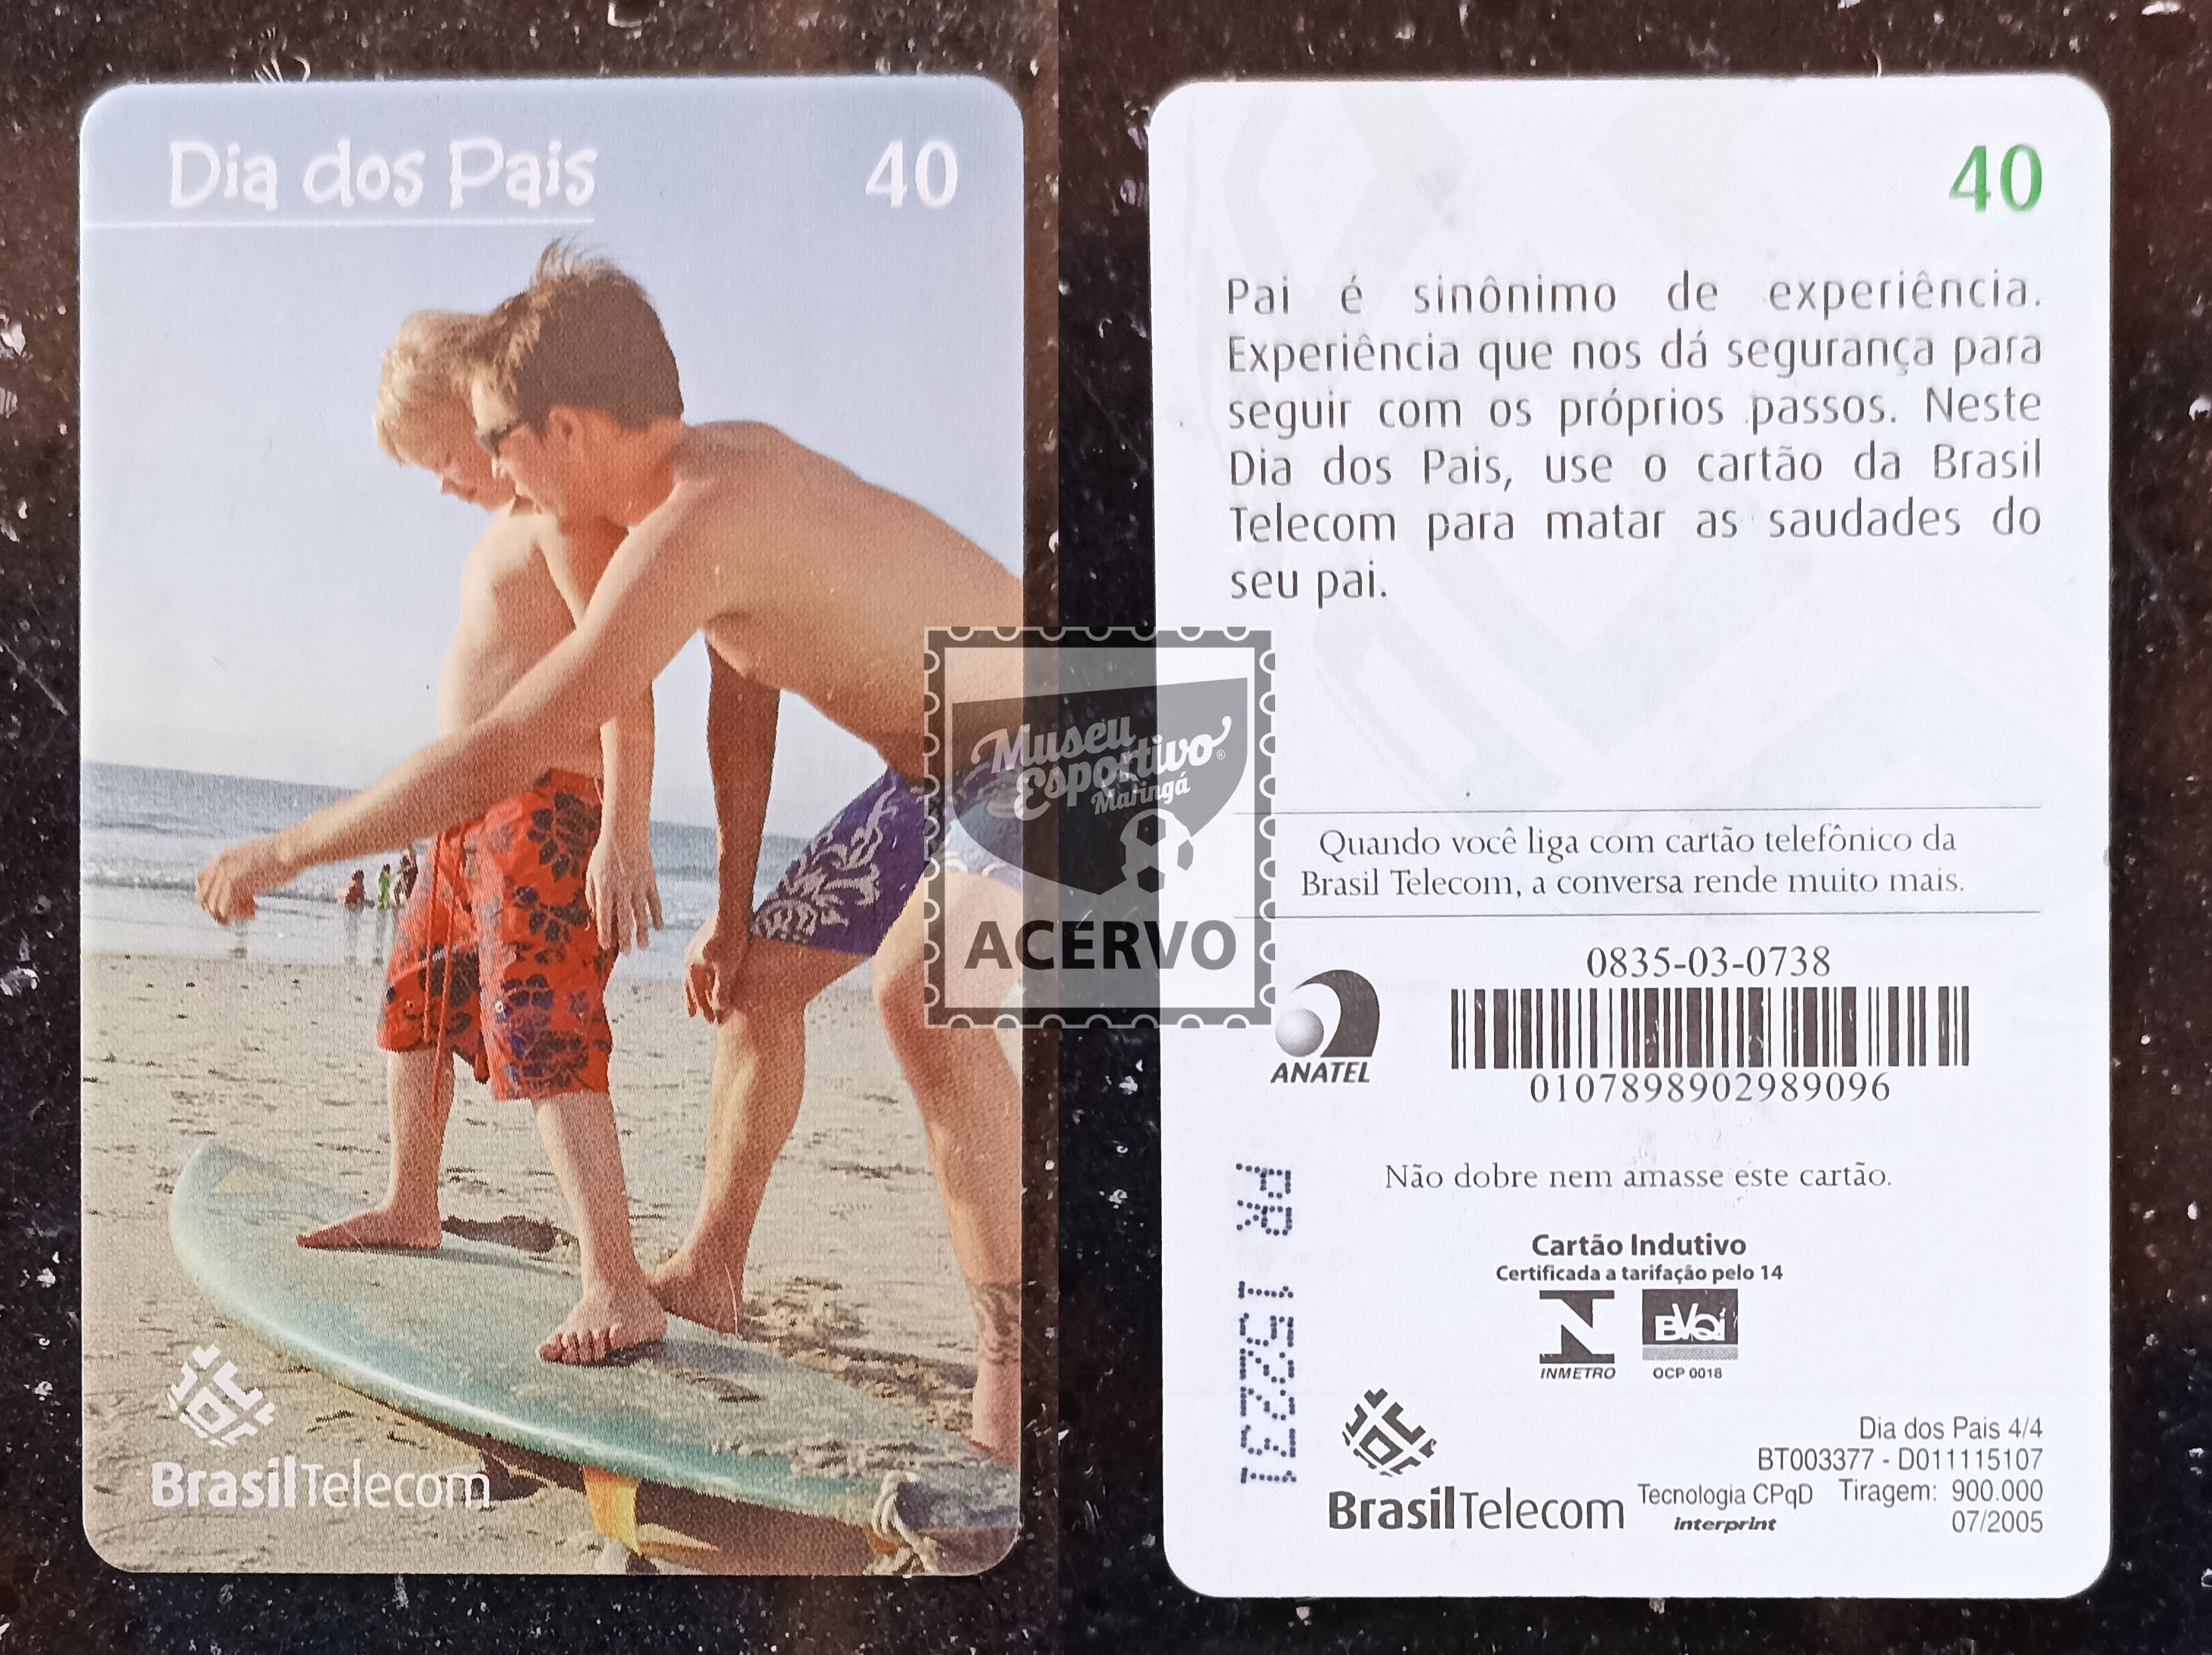 Dia dos Pais
40
BrasilTelecom
Museu
Esportivo®
Maringá
ACERVO
40
Pai é sinônimo de experiência.
Experiência que nos dá segurança para
seguir com os próprios passos. Neste
Dia dos Pais, use o cartão da Brasil
Telecom para matar as saudades do
seu pai.
Quando você liga com cartão telefônico da
Brasil Telecom, a conversa rende muito mais.
0835-03-0738
0107898902989096
ANATEL
Não dobre nem amasse este cartão.
PR 152231
Cartão Indutivo
Certificada a tarifação pelo 14
INMETRO
BVQI
OCP 0018
BrasilTelecom
Tecnologia CPqD
interprint
Dia dos Pais 4/4
BT003377 - D011115107
Tiragem: 900.000
07/2005